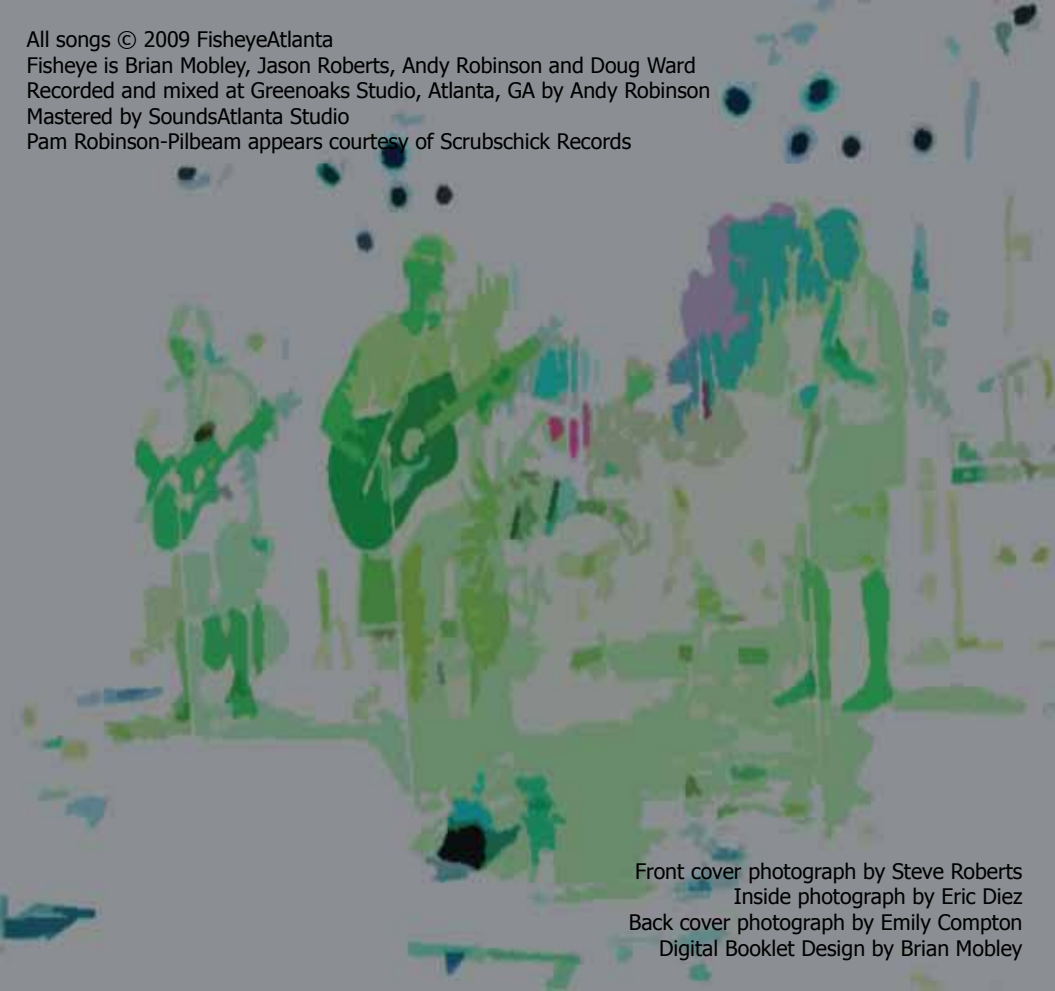 All songs © 2009 FisheyeAtlanta
Fisheye is Brian Mobley, Jason Roberts, Andy Robinson and Doug Ward
Recorded and mixed at Greenoaks Studio, Atlanta, GA by Andy Robinson
Mastered by SoundsAtlanta Studio
Pam Robinson-Pilbeam appears courtesy of Scrubschick Records
Front cover photograph by Steve Roberts
Inside photograph by Eric Diez
Back cover photograph by Emily Compton
Digital Booklet Design by Brian Mobley